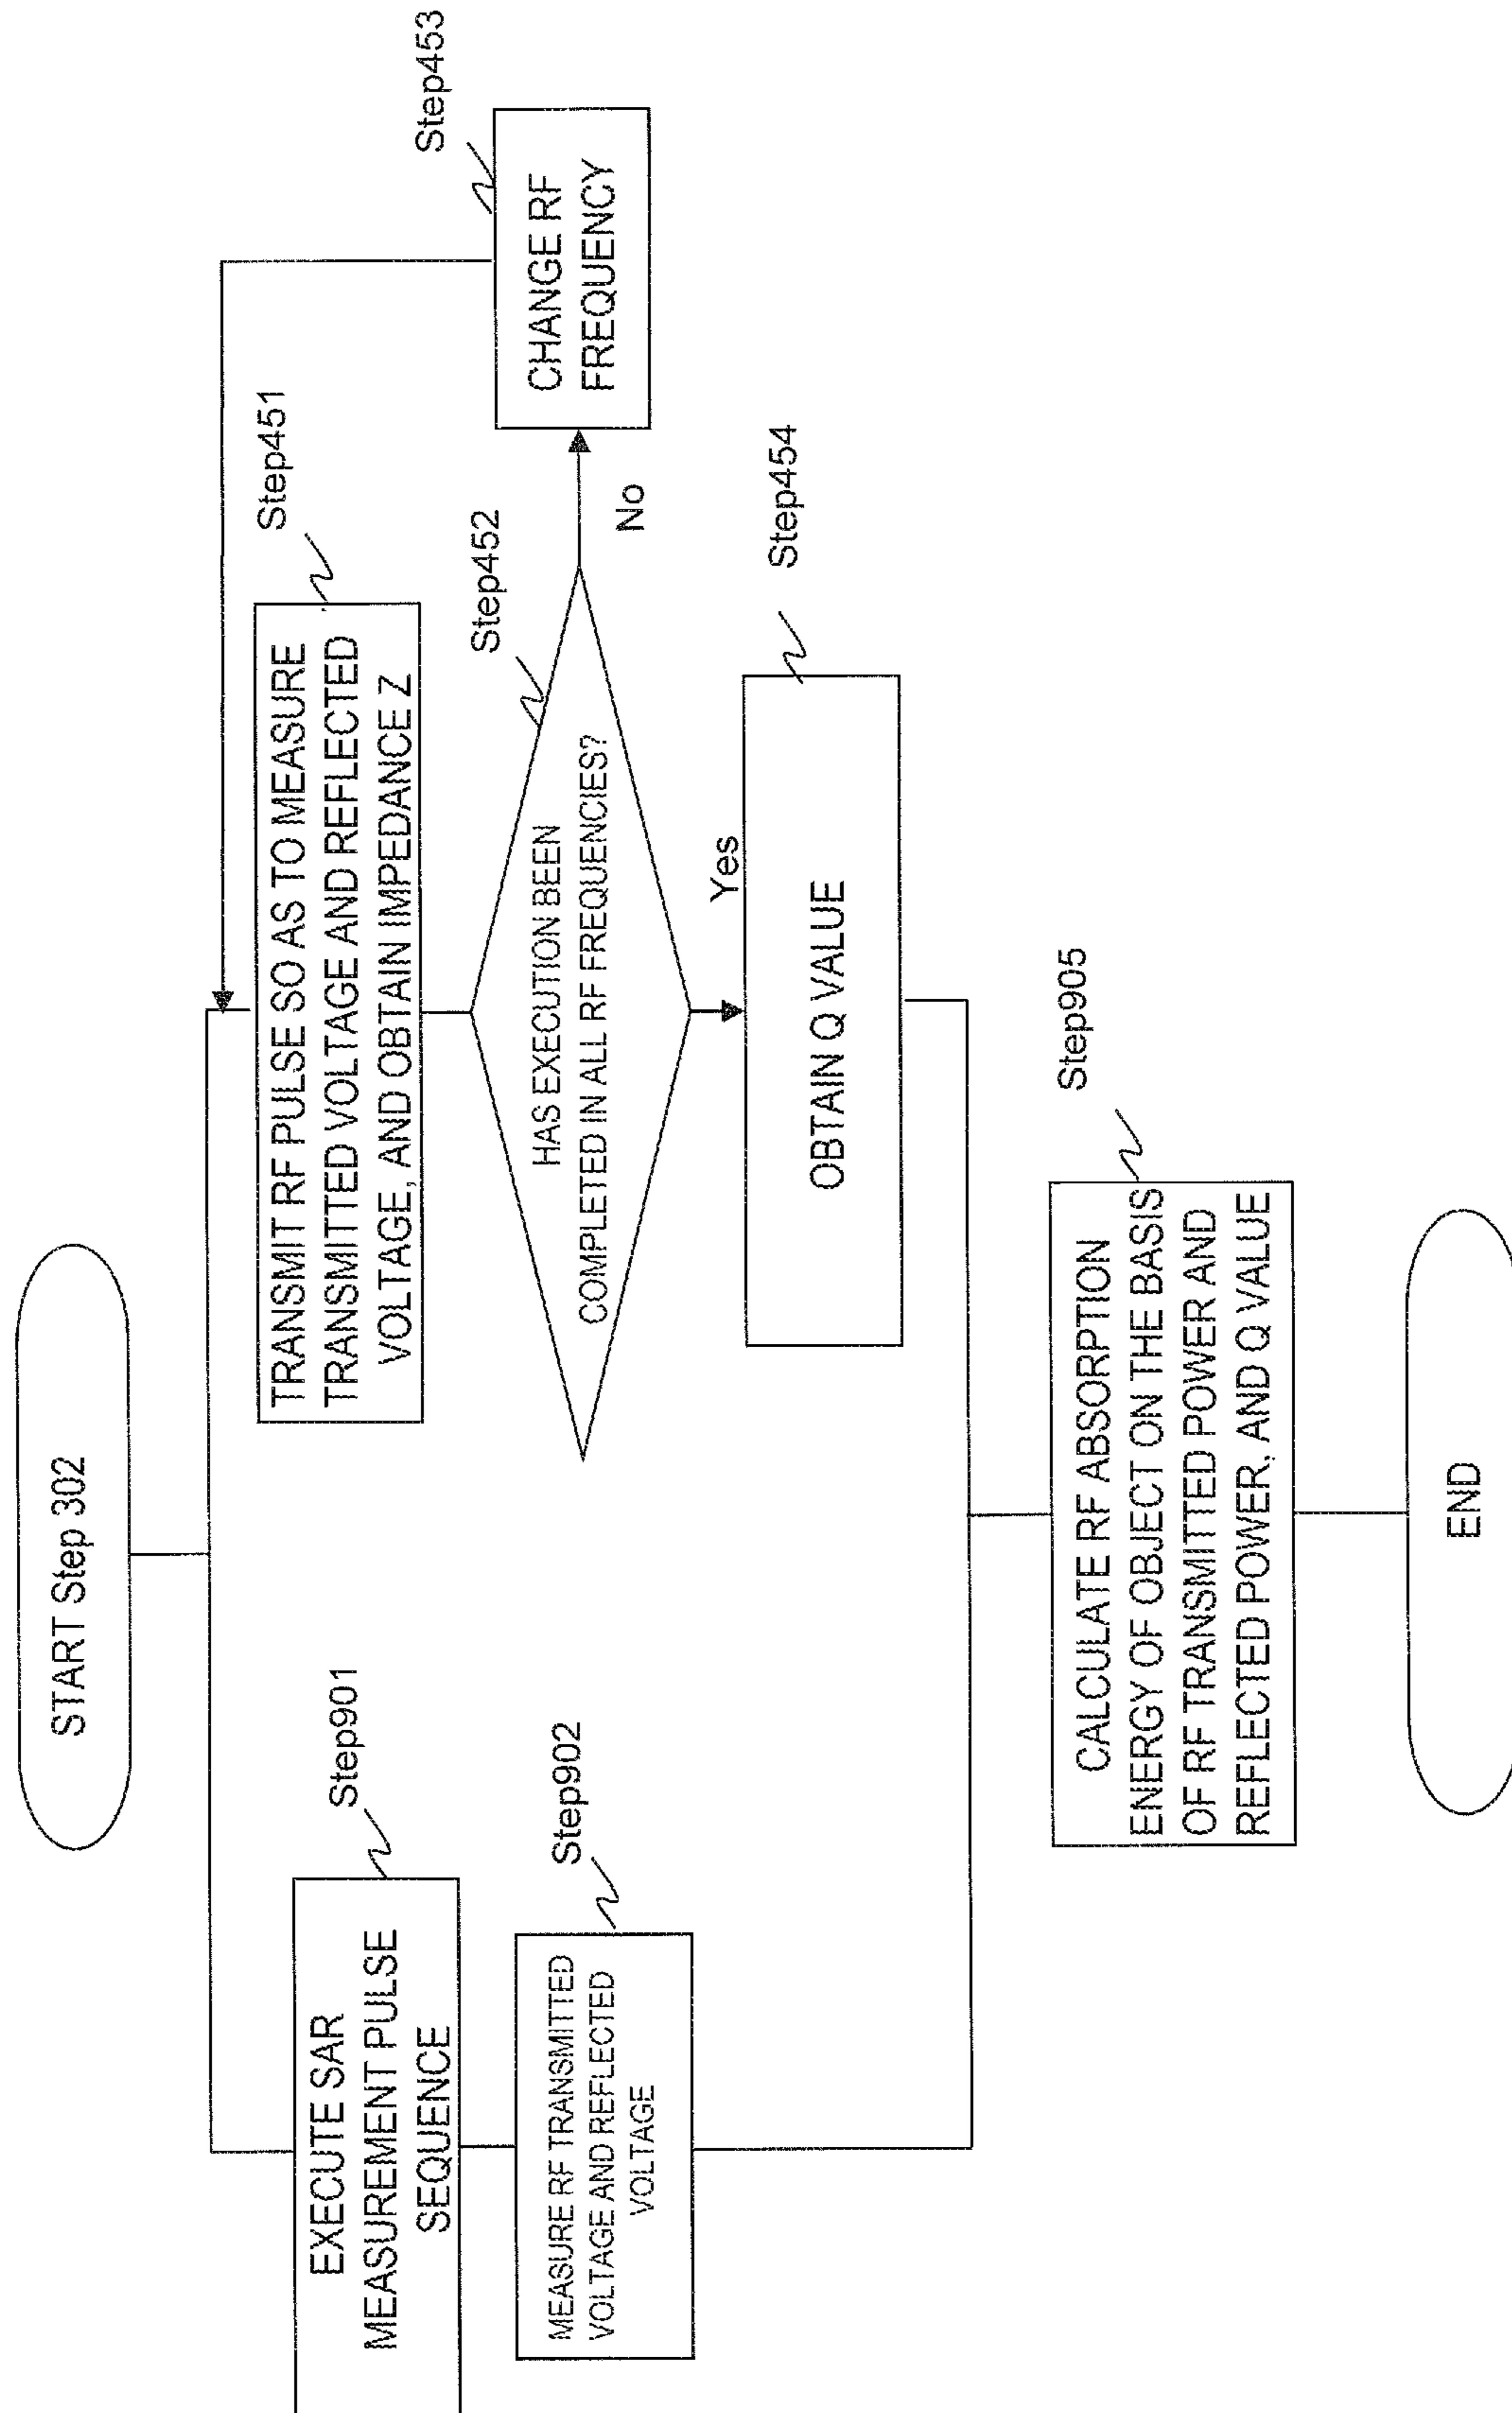 START Step 302
Step901
EXECUTE SAR
MEASUREMENT PULSE
SEQUENCE
Step902
MEASURE RF TRANSMITTED
VOLTAGE AND REFLECTED
VOLTAGE
Step451
TRANSMIT RF PULSE SO AS TO MEASURE
TRANSMITTED VOLTAGE AND REFLECTED
VOLTAGE, AND OBTAIN IMPEDANCE Z
Step452
HAS EXECUTION BEEN
COMPLETED IN ALL RF FREQUENCIES?
No
Step453
CHANGE RF
FREQUENCY
Yes
Step454
OBTAIN Q VALUE
Step905
CALCULATE RF ABSORPTION
ENERGY OF OBJECT ON THE BASIS
OF RF TRANSMITTED POWER AND
REFLECTED POWER, AND Q VALUE
END